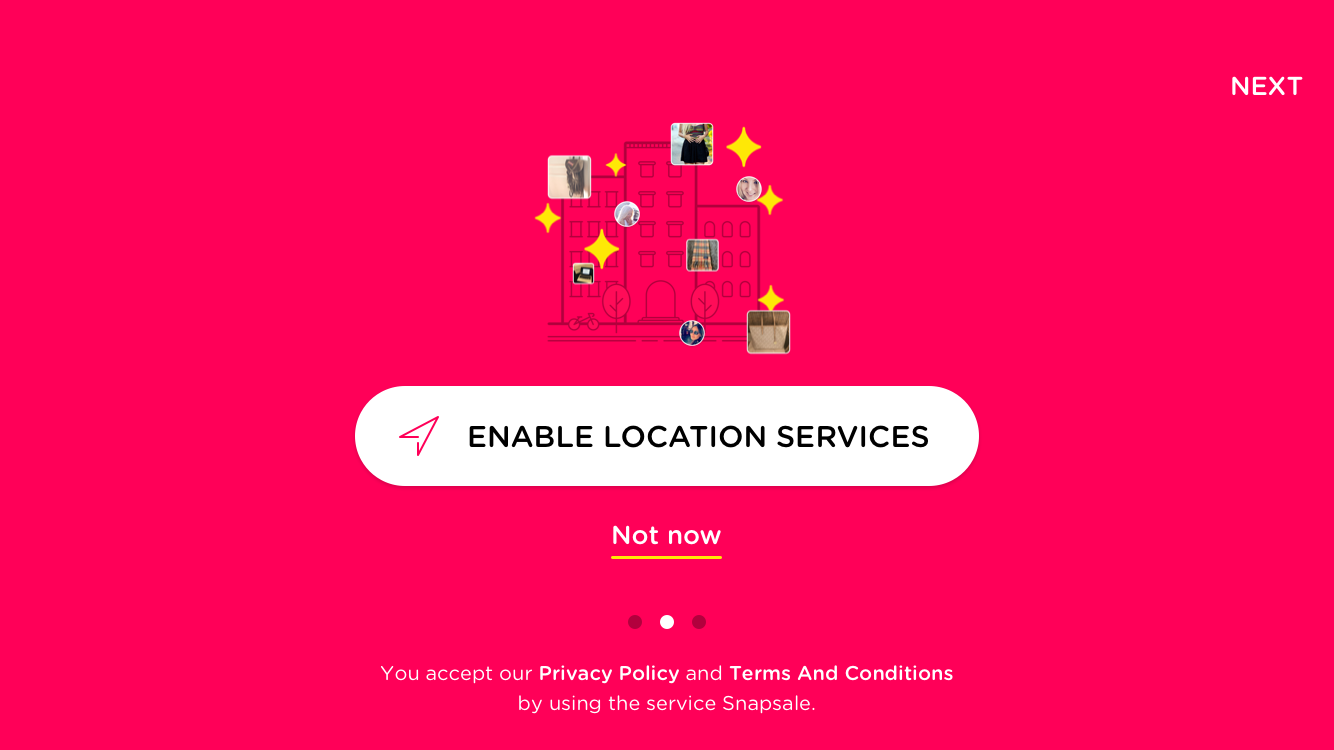 NEXT
ENABLE LOCATION SERVICES
Not now
You accept our Privacy Policy and Terms And Conditions
by using the service Snapsale.